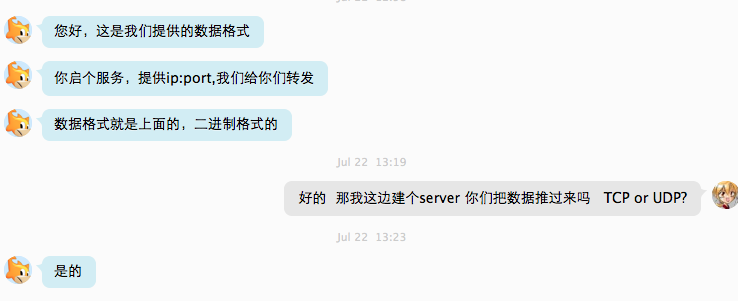 您好，这是我们提供的数据格式
你启个服务，提供ip:port,我们给你们转发
数据格式就是上面的，二进制格式的
Jul 22 13:19
好的 那我这边建个server 你们把数据推过来吗 TCP or UDP?
Jul 22 13:23
是的